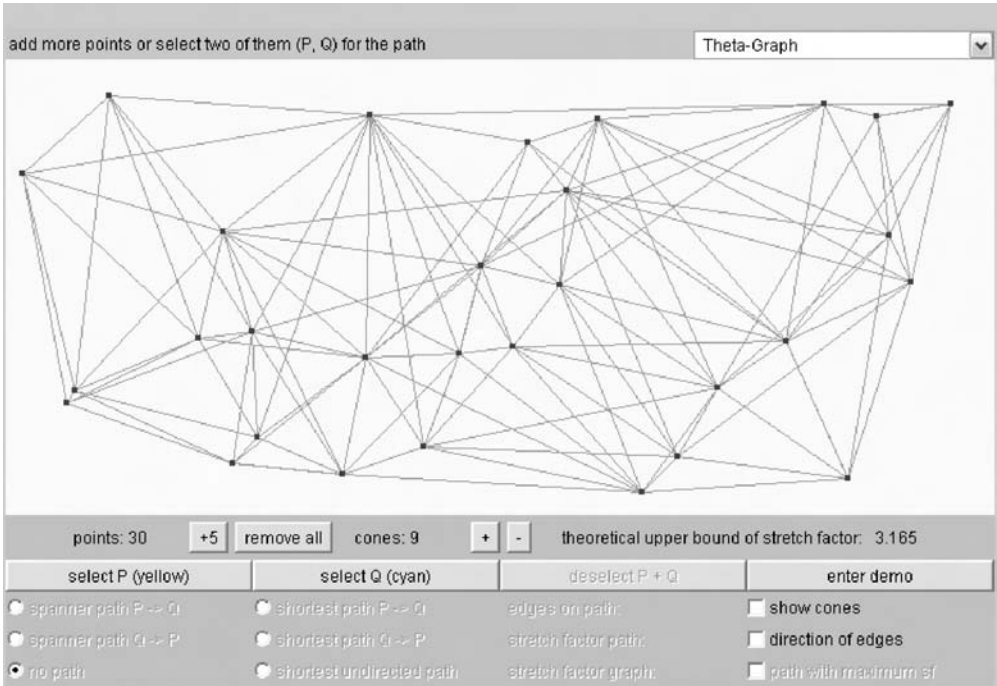 add more points or select two of them (P, Q) for the path
Theta-Graph
points: 30
+5
remove all
cones: 9
+
-
theoretical upper bound of stretch factor: 3.165
select P (yellow)
select Q (cyan)
deselect P + Q
enter demo
spanner path P -> Q
shortest path P -> Q
edges on path:
show cones
spanner path Q -> P
shortest path Q -> P
stretch factor path:
direction of edges
no path
shortest undirected path
stretch factor graph:
path with maximum sf